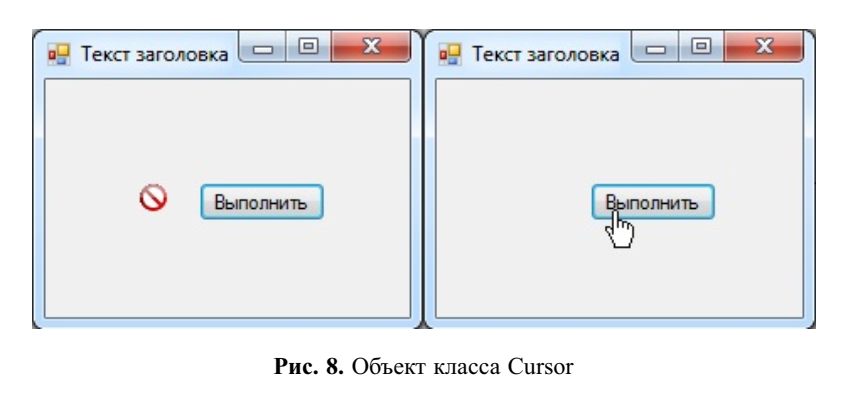 Текст заголовка
Текст заголовка
Выполнить
Выполнить
Рис. 8. Объект класса Cursor